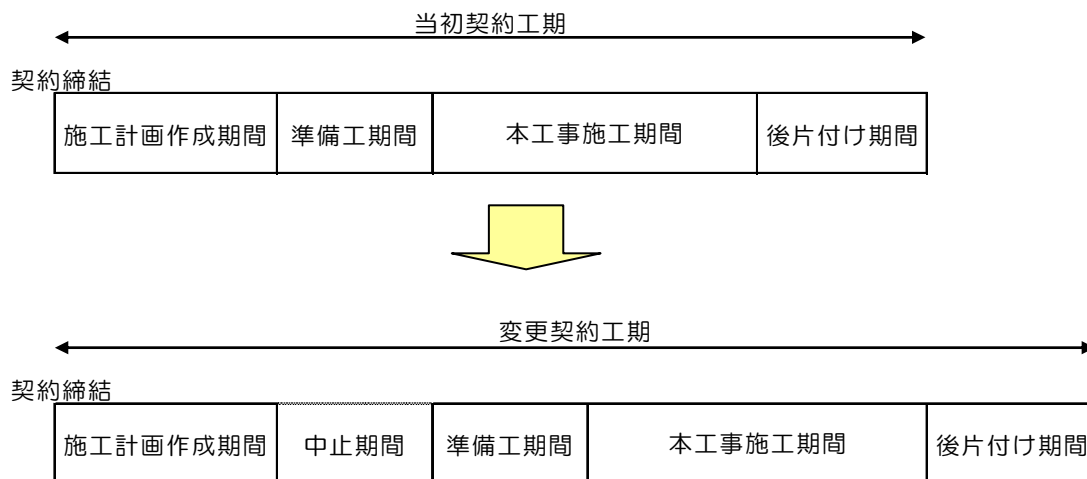 当初契約工期
契約締結
施工計画作成期間 準備工期間 本工事施工期間 後片付け期間
変更契約工期
契約締結
施工計画作成期間 中止期間 準備工期間 本工事施工期間 後片付け期間